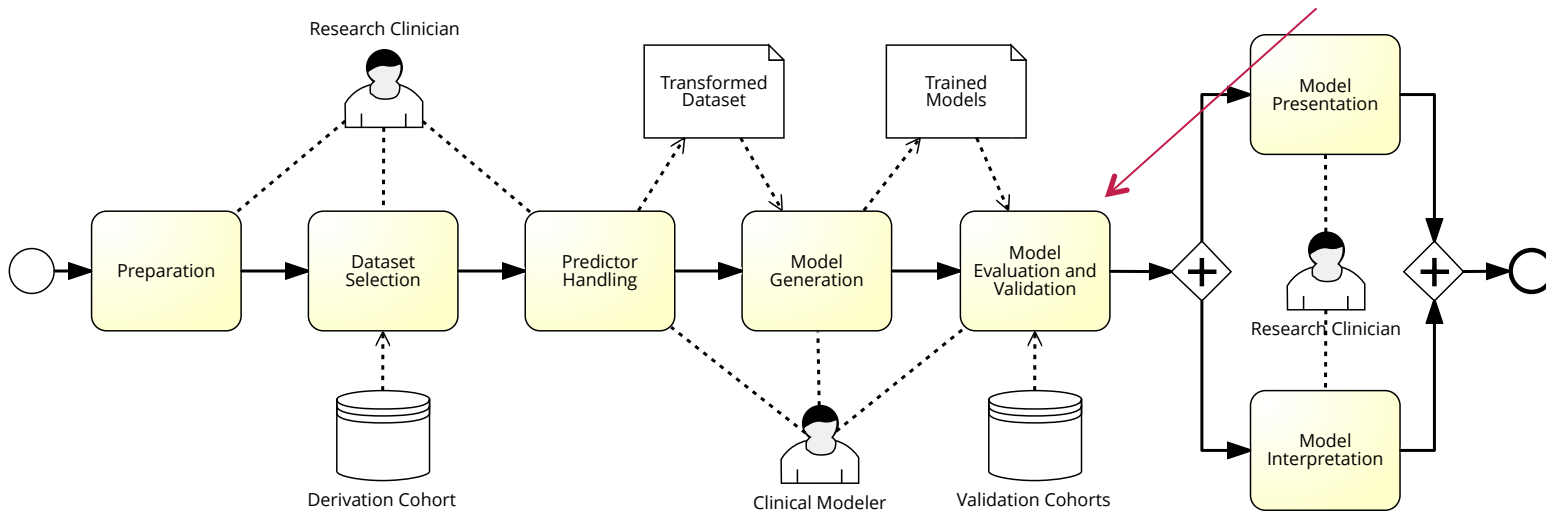 Research Clinician
Transformed
Dataset
Trained
Models
Model
Presentation
Preparation
Dataset
Selection
Predictor
Handling
Model
Generation
Model
Evaluation and
Validation
Research Clinician
Derivation Cohort
Clinical Modeler
Validation Cohorts
Model
Interpretation